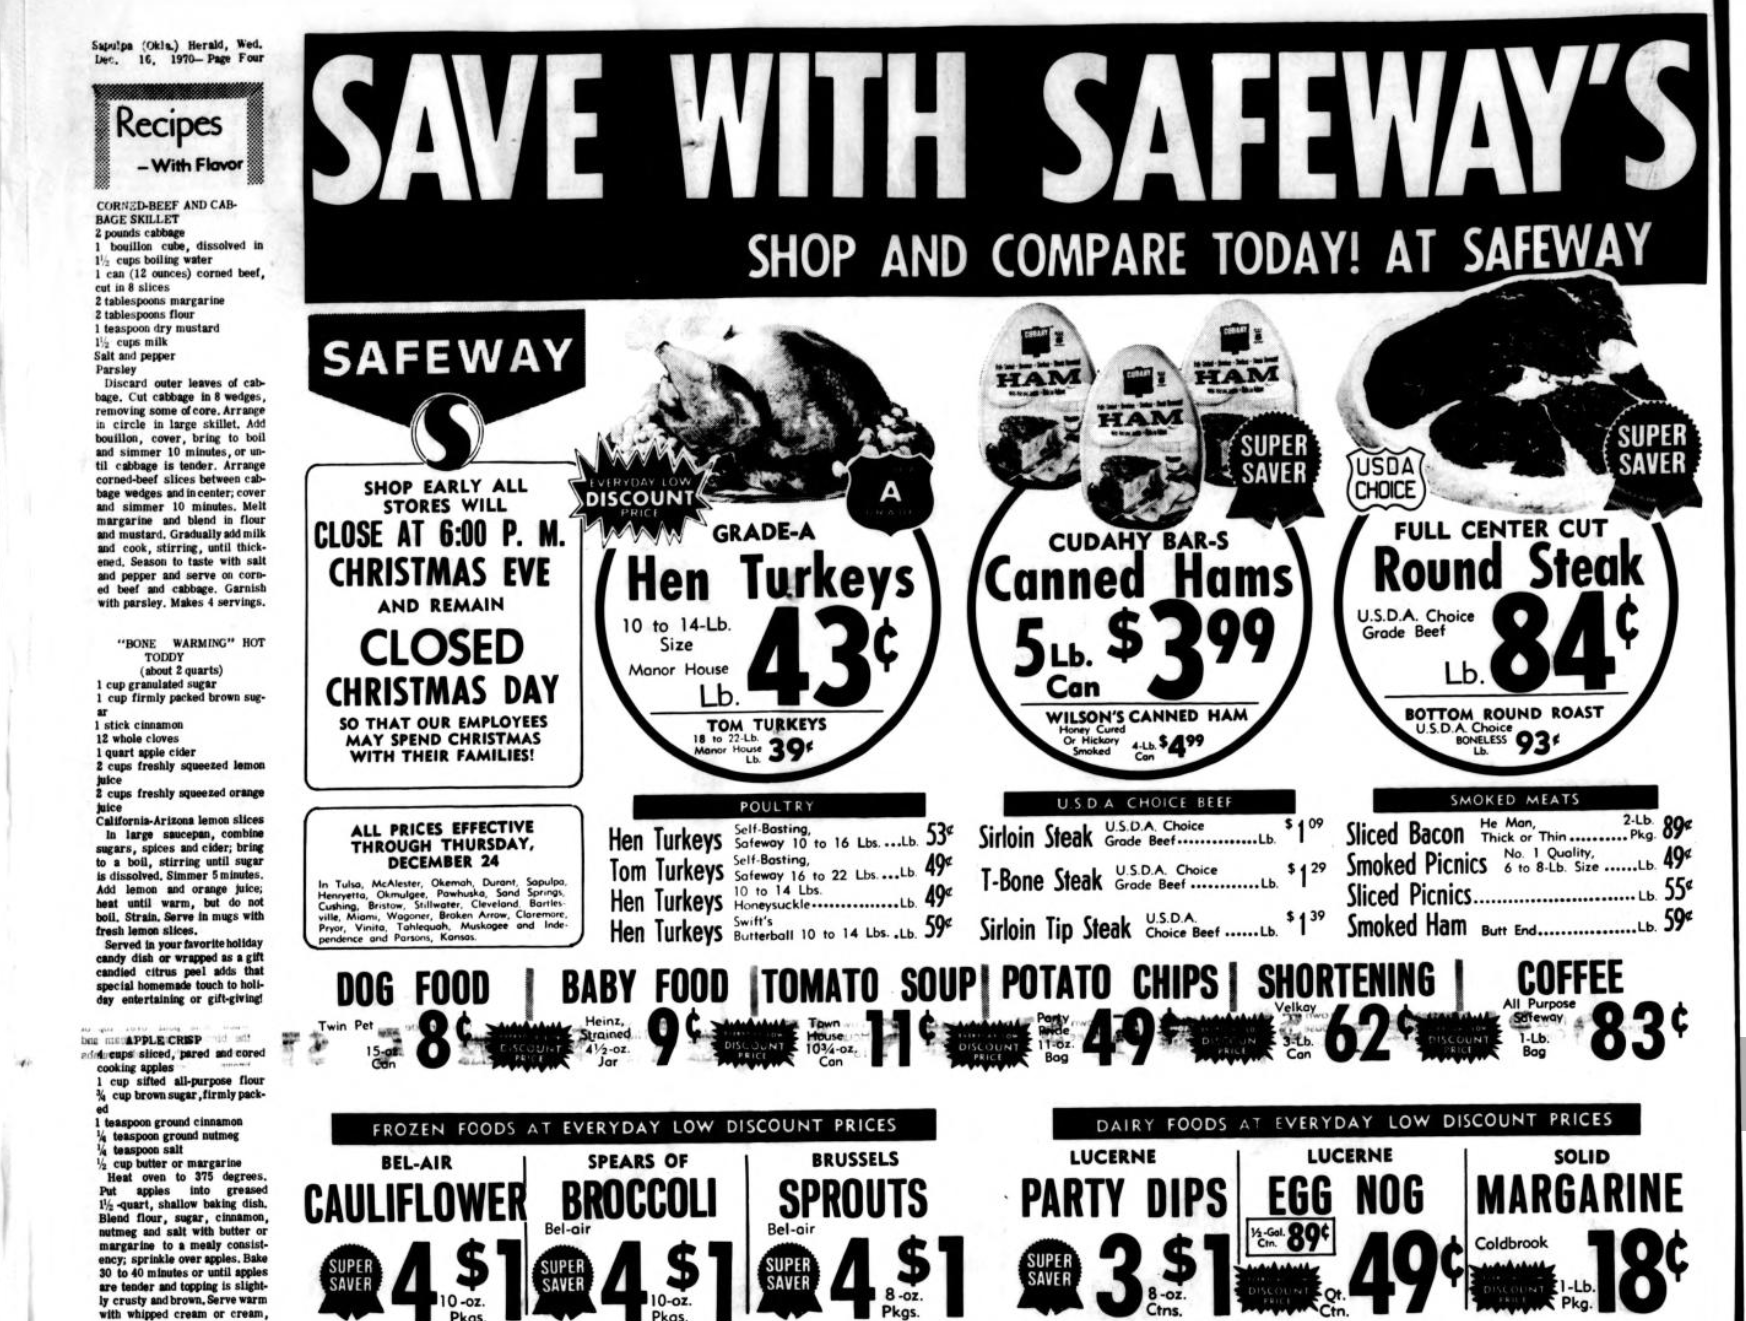 Sapulpa (Okla.) Herald, Wed.
Dec. 16, 1970— Page Four
Recipes
– With Flavor
CORNED-BEEF AND CAB-
BAGE SKILLET
2 pounds cabbage
1 bouillon cube, dissolved in
1½ cups boiling water
1 can (12 ounces) corned beef,
cut in 8 slices
2 tablespoons margarine
2 tablespoons flour
1 teaspoon dry mustard
1½ cups milk
Salt and pepper
Parsley
Discard outer leaves of cab-
bage. Cut cabbage in 8 wedges,
removing some of core. Arrange
in circle in large skillet. Add
bouillon, cover, bring to boil
and simmer 10 minutes, or un-
til cabbage is tender. Arrange
corned-beef slices between cab-
bage wedges and in center; cover
and simmer 10 minutes. Melt
margarine and blend in flour
and mustard. Gradually add milk
and cook, stirring, until thick-
ened. Season to taste with salt
and pepper and serve on corn-
ed beef and cabbage. Garnish
with parsley. Makes 4 servings.
"BONE WARMING" HOT
TODDY
(about 2 quarts)
1 cup granulated sugar
1 cup firmly packed brown sug-
ar
1 stick cinnamon
12 whole cloves
1 quart apple cider
2 cups freshly squeezed lemon
juice
2 cups freshly squeezed orange
juice
California-Arizona lemon slices
In large saucepan, combine
sugars, spices and cider; bring
to a boil, stirring until sugar
is dissolved. Simmer 5 minutes.
Add lemon and orange juice;
heat until warm, but do not
boil. Strain. Serve in mugs with
fresh lemon slices.
Served in your favorite holiday
candy dish or wrapped as a gift
candied citrus peel adds that
special homemade touch to holi-
day entertaining or gift-giving!
APPLE CRISP
4 cups sliced, pared and cored
cooking apples
1 cup sifted all-purpose flour
¾ cup brown sugar, firmly pack-
ed
1 teaspoon ground cinnamon
¼ teaspoon ground nutmeg
¼ teaspoon salt
½ cup butter or margarine
Heat oven to 375 degrees.
Put apples into greased
1½-quart, shallow baking dish.
Blend flour, sugar, cinnamon,
nutmeg and salt with butter or
margarine to a mealy consist-
ency; sprinkle over apples. Bake
30 to 40 minutes or until apples
are tender and topping is slight-
ly crusty and brown. Serve warm
with whipped cream or cream,
SAVE WITH SAFEWAY'S
SHOP AND COMPARE TODAY! AT SAFEWAY
SAFEWAY
S
SHOP EARLY ALL
STORES WILL
CLOSE AT 6:00 P. M.
CHRISTMAS EVE
AND REMAIN
CLOSED
CHRISTMAS DAY
SO THAT OUR EMPLOYEES
MAY SPEND CHRISTMAS
WITH THEIR FAMILIES!
ALL PRICES EFFECTIVE
THROUGH THURSDAY,
DECEMBER 24
In Tulsa, McAlester, Okemah, Durant, Sapulpa,
Henryetta, Okmulgee, Pawhuska, Sand Springs,
Cushing, Bristow, Stillwater, Cleveland, Bartles-
ville, Miami, Wagoner, Broken Arrow, Claremore,
Pryor, Vinita, Tahlequah, Muskogee and Inde-
pendence and Parsons, Kansas.
EVERYDAY LOW
DISCOUNT
PRICE
A
GRADE
GRADE-A
Hen Turkeys
10 to 14-Lb.
Size
Manor House
Lb. 43¢
TOM TURKEYS
18 to 22-Lb.
Manor House
Lb. 39¢
CUDAHY
HAM
CUDAHY
HAM
CUDAHY
HAM
SUPER
SAVER
CUDAHY BAR-S
Canned Hams
5 Lb.
Can $3 99
WILSON'S CANNED HAM
Honey Cured
Or Hickory
Smoked
4-Lb.
Can $4 99
USDA
CHOICE
SUPER
SAVER
FULL CENTER CUT
Round Steak
U.S.D.A. Choice
Grade Beef
Lb. 84¢
BOTTOM ROUND ROAST
U.S.D.A. Choice
BONELESS
Lb. 93¢
POULTRY
Hen Turkeys Self-Basting, Safeway 10 to 16 Lbs....Lb. 53¢
Tom Turkeys Self-Basting, Safeway 16 to 22 Lbs....Lb. 49¢
Hen Turkeys 10 to 14 Lbs. Honeysuckle..............Lb. 49¢
Hen Turkeys Swift's Butterball 10 to 14 Lbs..Lb. 59¢
U.S.D.A CHOICE BEEF
Sirloin Steak U.S.D.A. Choice Grade Beef..............Lb. $1 09
T-Bone Steak U.S.D.A. Choice Grade Beef............Lb. $1 29
Sirloin Tip Steak U.S.D.A. Choice Beef......Lb. $1 39
SMOKED MEATS
Sliced Bacon He Man, Thick or Thin..........2-Lb. Pkg. 89¢
Smoked Picnics No. 1 Quality, 6 to 8-Lb. Size......Lb. 49¢
Sliced Picnics............................Lb. 55¢
Smoked Ham Butt End..................Lb. 59¢
DOG FOOD
Twin Pet
15-oz.
Can 8¢
DISCOUNT
PRICE
BABY FOOD
Heinz,
Strained
4½-oz.
Jar 9¢
DISCOUNT
PRICE
TOMATO SOUP
Town
House
10¾-oz.
Can 11¢
DISCOUNT
PRICE
POTATO CHIPS
Party
Pride
11-oz.
Bag 49¢
DISCOUNT
PRICE
SHORTENING
Velkay
3-Lb.
Can 62¢
DISCOUNT
PRICE
COFFEE
All Purpose
Safeway
1-Lb.
Bag 83¢
FROZEN FOODS AT EVERYDAY LOW DISCOUNT PRICES
BEL-AIR
CAULIFLOWER
SUPER
SAVER
4 10-oz.
Pkgs. $1
SPEARS OF
BROCCOLI
Bel-air
SUPER
SAVER
4 10-oz.
Pkgs. $1
BRUSSELS
SPROUTS
Bel-air
SUPER
SAVER
4 8-oz.
Pkgs. $1
DAIRY FOODS AT EVERYDAY LOW DISCOUNT PRICES
LUCERNE
PARTY DIPS
SUPER
SAVER
3 8-oz.
Ctns. $1
LUCERNE
EGG NOG
½-Gal.
Ctn. 89¢
DISCOUNT
PRICE
Qt.
Ctn. 49¢
SOLID
MARGARINE
Coldbrook
DISCOUNT
PRICE
1-Lb.
Pkg. 18¢